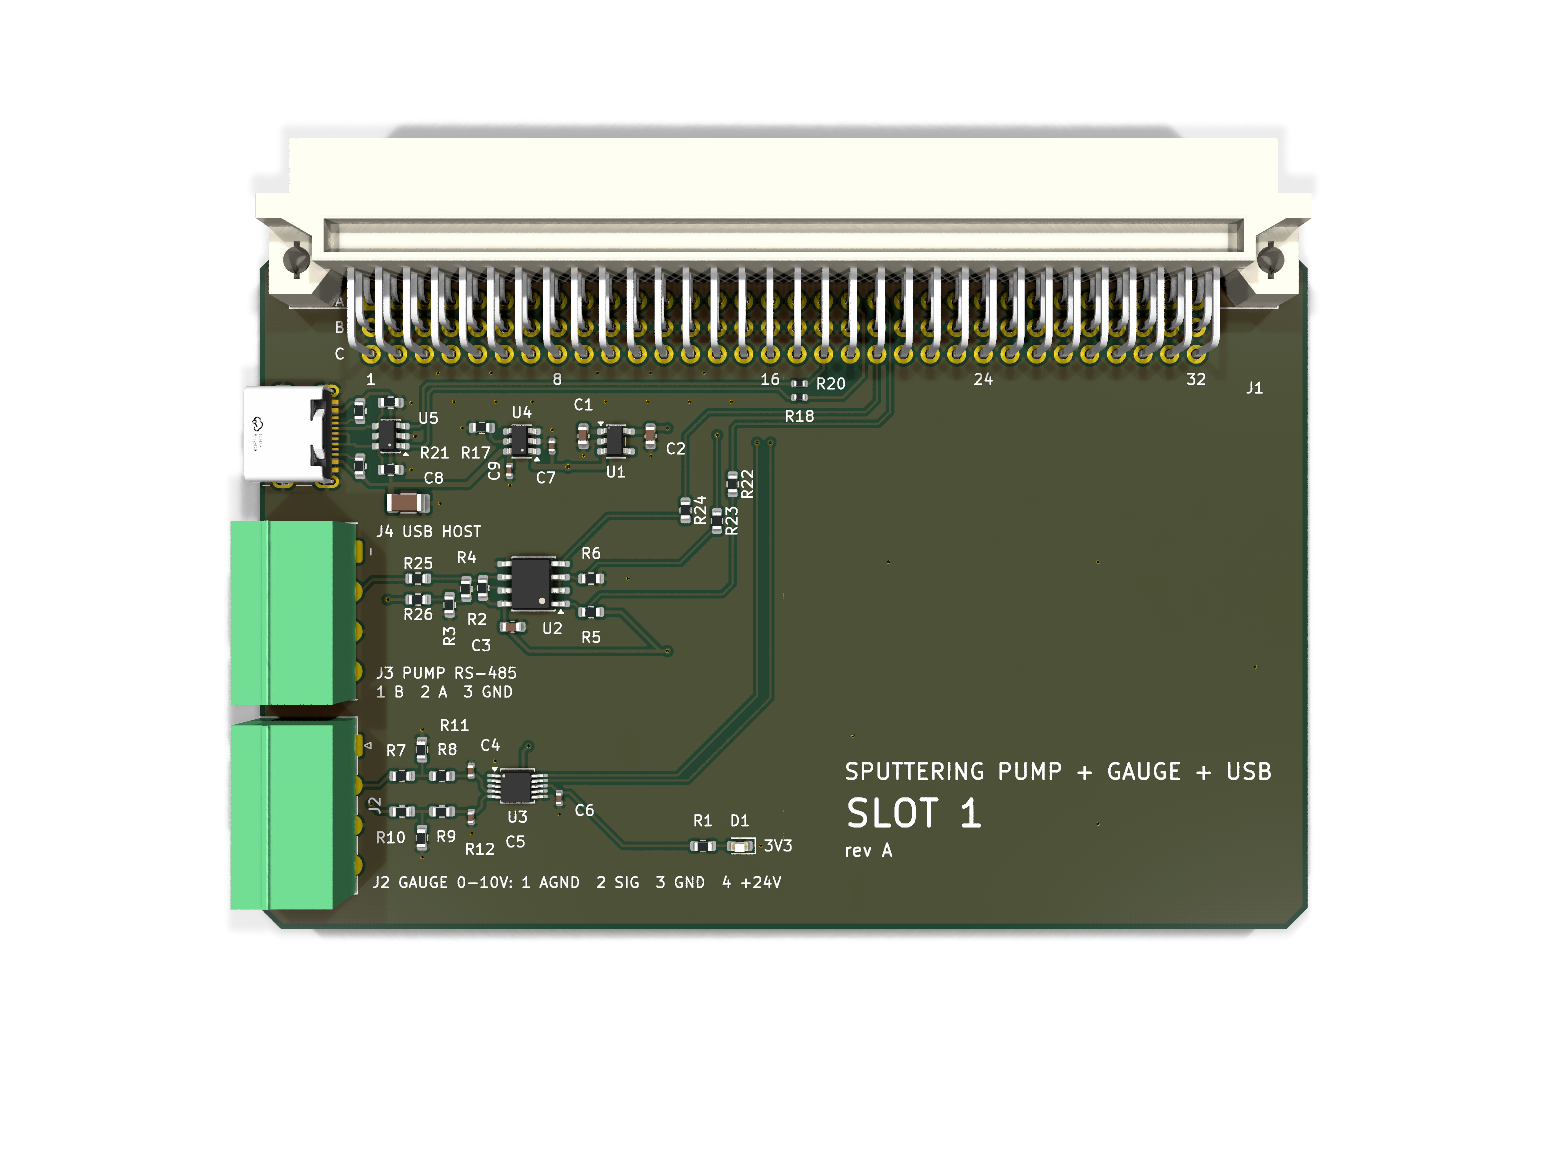 A
B
C
1 8 16 24 32
J1
R20
R18
C1
U4
U5
R21
R17
C9
C7
U1
C2
C8
R22
R24
R23
J4 USB HOST
R25
R4
R6
R26
R3
R2
U2
R5
C3
J3 PUMP RS-485
1 B 2 A 3 GND
R11
R7
R8
C4
J2
U3
C6
R10
R9
R12
C5
R1
D1
3V3
SPUTTERING PUMP + GAUGE + USB
SLOT 1
rev A
J2 GAUGE 0-10V: 1 AGND 2 SIG 3 GND 4 +24V